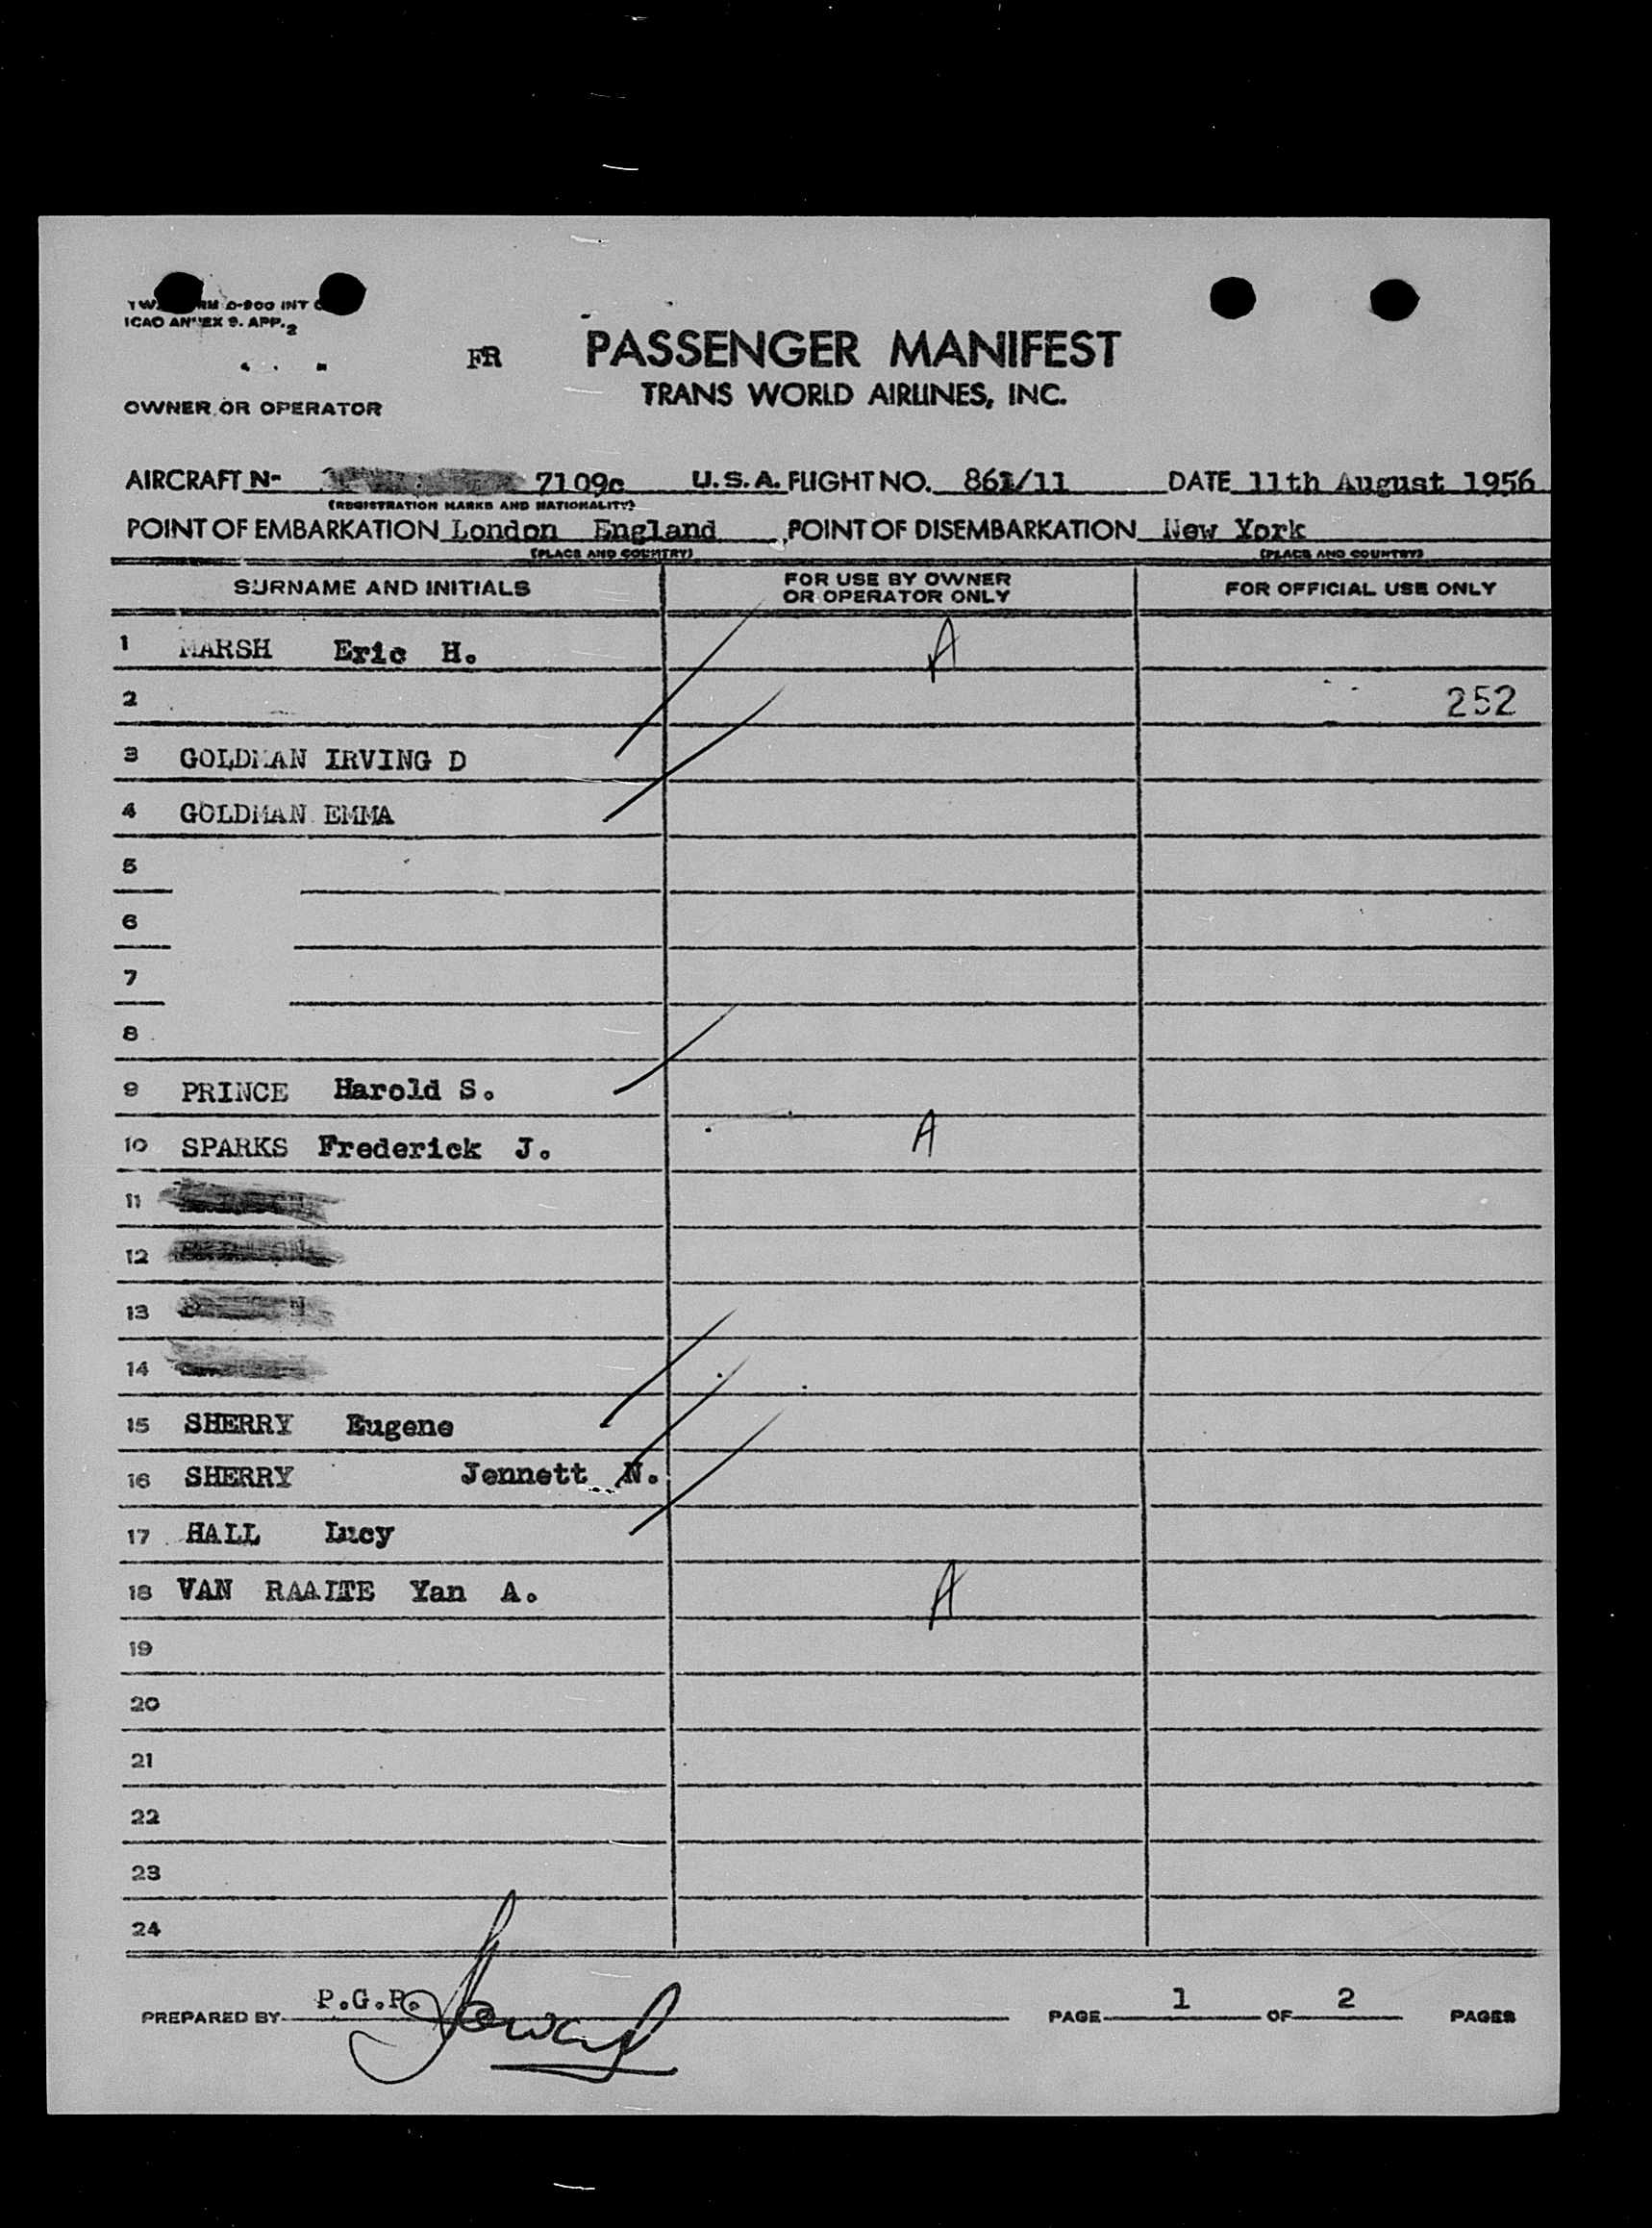 ICAO ANNEX 9. APP. 2
FR PASSENGER MANIFEST
TRANS WORLD AIRLINES, INC.
OWNER OR OPERATOR
AIRCRAFT N- 7109c U.S.A. FLIGHT NO. 861/11 DATE 11th August 1956
(REGISTRATION MARKS AND NATIONALITY)
POINT OF EMBARKATION London England POINT OF DISEMBARKATION New York
(PLACE AND COUNTRY) (PLACE AND COUNTRY)
SURNAME AND INITIALS FOR USE BY OWNER OR OPERATOR ONLY FOR OFFICIAL USE ONLY
1 MARSH Eric H. A
2 252
3 GOLDMAN IRVING D
4 GOLDMAN EMMA
5
6
7
8
9 PRINCE Harold S.
10 SPARKS Frederick J. A
11
12
13
14
15 SHERRY Eugene
16 SHERRY Jennett N.
17 HALL Lucy
18 VAN RAAITE Yan A. A
19
20
21
22
23
24
PREPARED BY P.G.P. PAGE 1 OF 2 PAGES